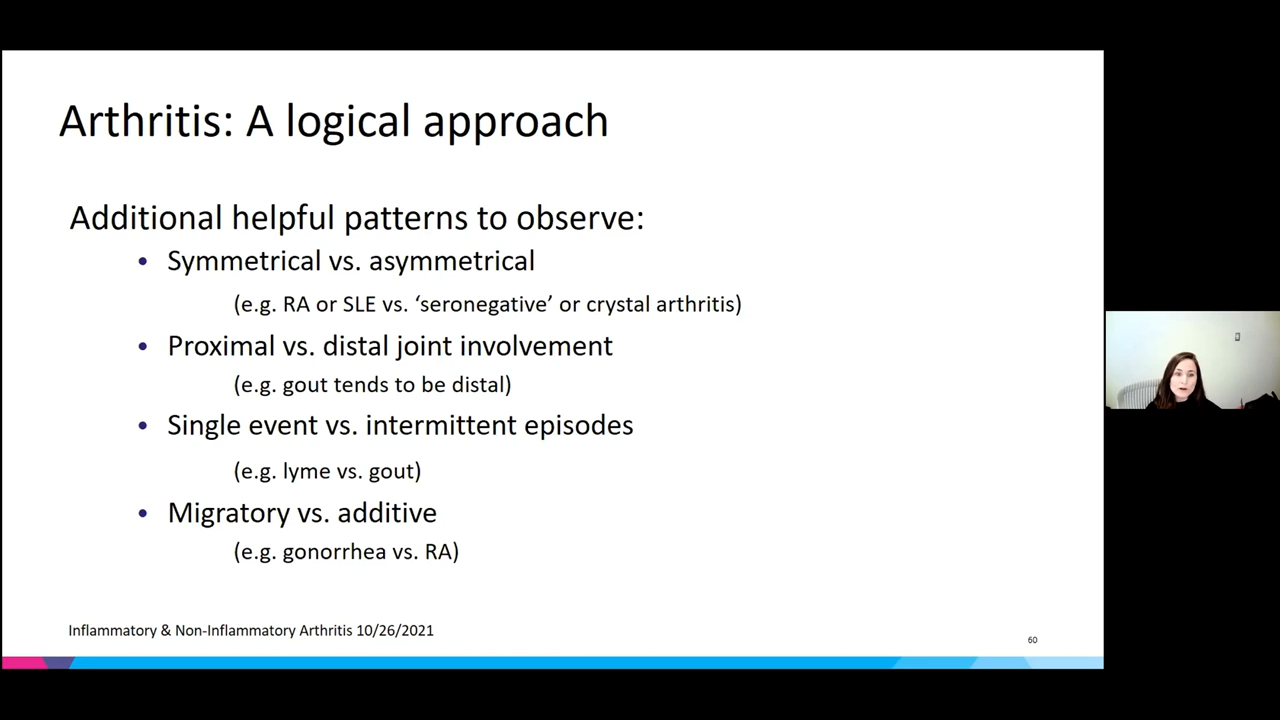 Arthritis: A logical approach
Additional helpful patterns to observe:
• Symmetrical vs. asymmetrical
(e.g. RA or SLE vs. ‘seronegative’ or crystal arthritis)
• Proximal vs. distal joint involvement
(e.g. gout tends to be distal)
• Single event vs. intermittent episodes
(e.g. lyme vs. gout)
• Migratory vs. additive
(e.g. gonorrhea vs. RA)
Inflammatory & Non-Inflammatory Arthritis 10/26/2021
60